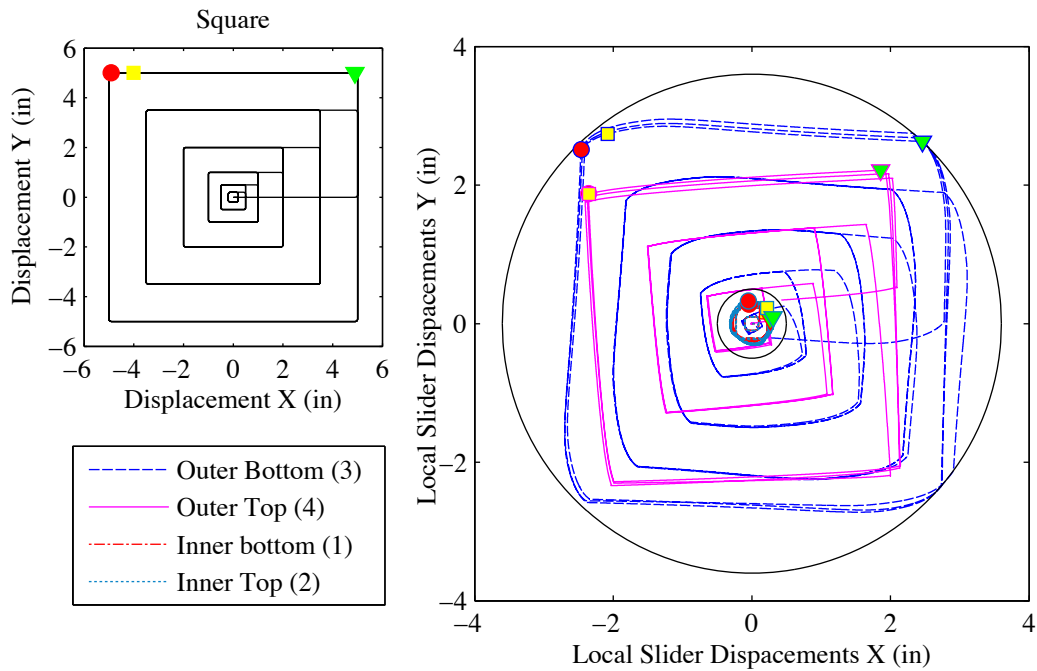 Square
6
4
2
0
−2
−4
−6
−6 −4 −2 0 2 4 6
Displacement Y (in)
Displacement X (in)
Outer Bottom (3)
Outer Top (4)
Inner bottom (1)
Inner Top (2)
4
2
0
−2
−4
−4 −2 0 2 4
Local Slider Dispacements Y (in)
Local Slider Dispacements X (in)